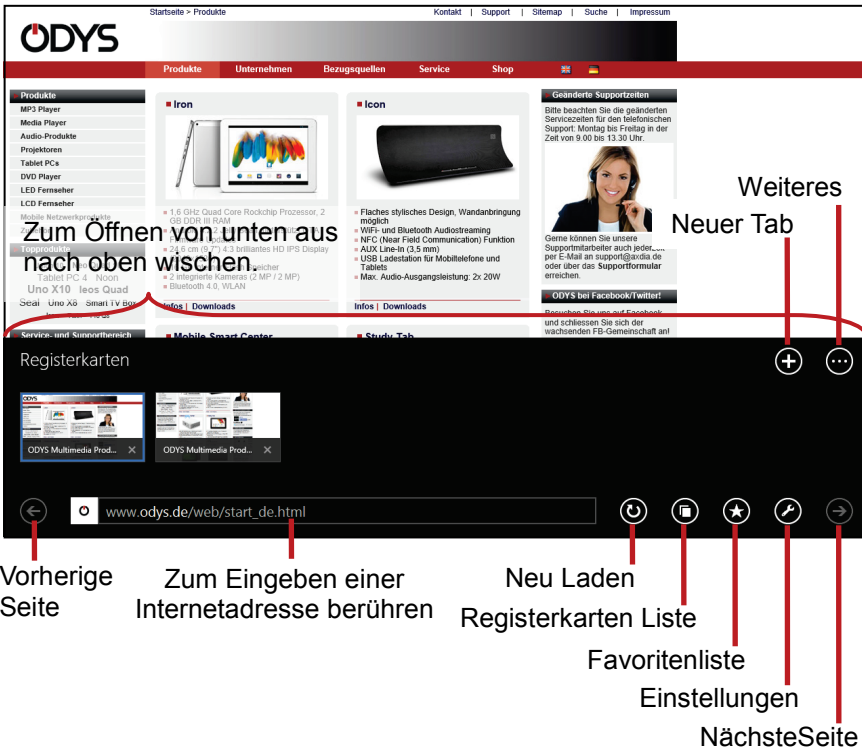 Startseite > Produkte
Kontakt | Support | Sitemap | Suche | Impressum
ODYS
Produkte Unternehmen Bezugsquellen Service Shop
Produkte
MP3 Player
Media Player
Audio-Produkte
Projektoren
Tablet PCs
DVD Player
LED Fernseher
LCD Fernseher
Mobile Netzwerkprodukte
Topprodukte
Tablet PC 4 Noon
Uno X10 Ieos Quad
Seal Uno X8 Smart TV Box
Service- und Supportbereich
Iron
1,6 GHz Quad Core Rockchip Prozessor, 2
GB DDR III RAM
24,6 cm (9,7") 4:3 brilliantes HD IPS Display
Speicher
2 integrierte Kameras (2 MP / 2 MP)
Bluetooth 4.0, WLAN
Infos | Downloads
Mobile Smart Center
Icon
Flaches stylisches Design, Wandanbringung
möglich
WiFi- und Bluetooth Audiostreaming
NFC (Near Field Communication) Funktion
AUX Line-In (3,5 mm)
USB Ladestation für Mobiltelefone und
Tablets
Max. Audio-Ausgangsleistung: 2x 20W
Infos | Downloads
Study Tab
Geänderte Supportzeiten
Bitte beachten Sie die geänderten
Servicezeiten für den telefonischen
Support: Montag bis Freitag in der
Zeit von 9.00 bis 13.30 Uhr.
Gerne können Sie unsere
Supportmitarbeiter auch jederzeit
per E-Mail an support@axdia.de
oder über das Supportformular
erreichen.
ODYS bei Facebook/Twitter!
Besuchen Sie uns auf Facebook
und schliessen Sie sich der
wachsenden FB-Gemeinschaft an!
Weiteres
Neuer Tab
Zum Öffnen von unten aus
nach oben wischen.
Registerkarten
ODYS Multimedia Prod...
ODYS Multimedia Prod...
www.odys.de/web/start_de.html
Vorherige
Seite
Zum Eingeben einer
Internetadresse berühren
Neu Laden
Registerkarten Liste
Favoritenliste
Einstellungen
NächsteSeite